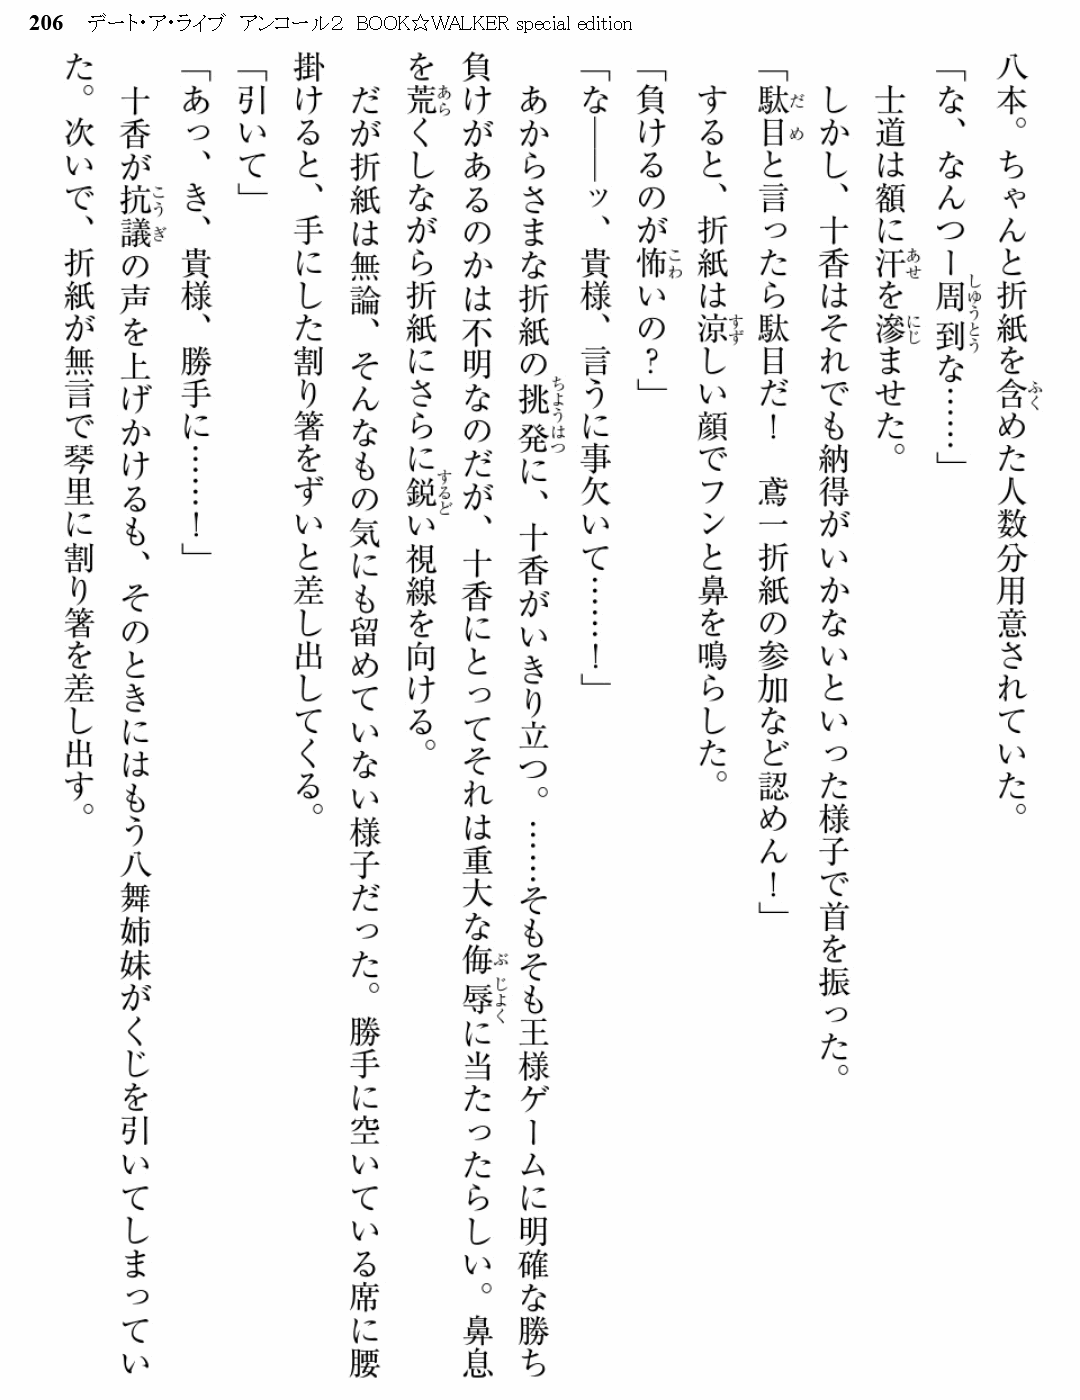 206 デート・ア・ライブ アンコール２ BOOK☆WALKER special edition
八本。ちゃんと折紙を含めた人数分用意されていた。
「な、なんつー周到な……」
士道は額に汗を滲ませた。
しかし、十香はそれでも納得がいかないといった様子で首を振った。
「駄目と言ったら駄目だ！　鳶一折紙の参加など認めん！」
すると、折紙は涼しい顔でフンと鼻を鳴らした。
「負けるのが怖いの？」
「な――ッ、貴様、言うに事欠いて……！」
あからさまな折紙の挑発に、十香がいきり立つ。……そもそも王様ゲームに明確な勝ち
負けがあるのかは不明なのだが、十香にとってそれは重大な侮辱に当たったらしい。鼻息
を荒くしながら折紙にさらに鋭い視線を向ける。
だが折紙は無論、そんなもの気にも留めていない様子だった。勝手に空いている席に腰
掛けると、手にした割り箸をずいと差し出してくる。
「引いて」
「あっ、き、貴様、勝手に……！」
十香が抗議の声を上げかけるも、そのときにはもう八舞姉妹がくじを引いてしまってい
た。次いで、折紙が無言で琴里に割り箸を差し出す。